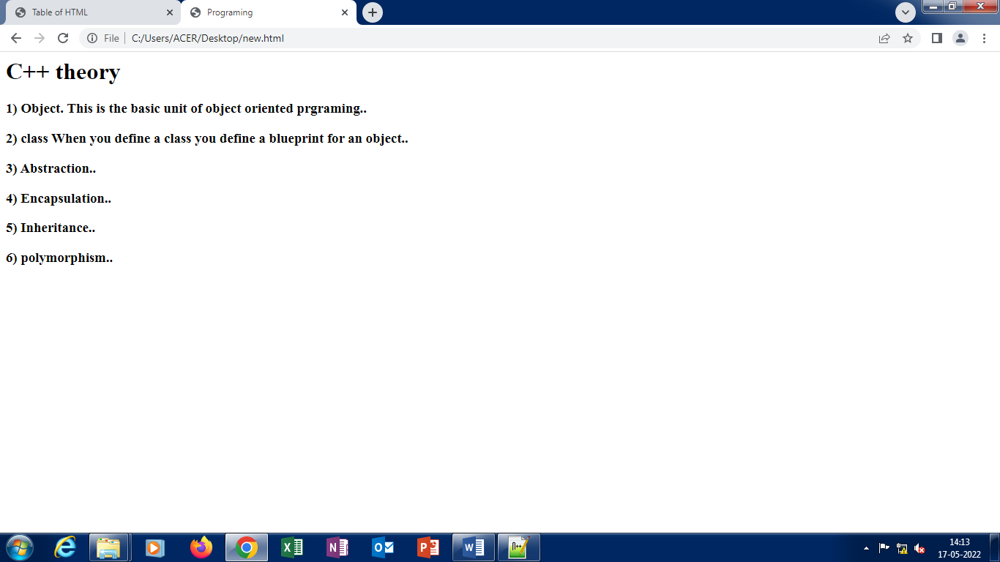 Table of HTML
Programing
File
C:/Users/ACER/Desktop/new.html
C++ theory
1) Object. This is the basic unit of object oriented prgraming..
2) class When you define a class you define a blueprint for an object..
3) Abstraction..
4) Encapsulation..
5) Inheritance..
6) polymorphism..
14:13
17-05-2022